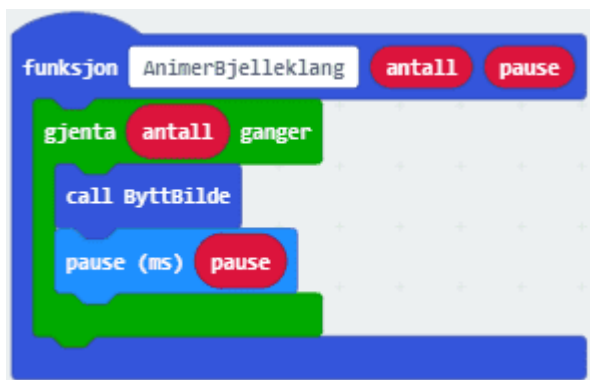 funksjon AnimerBjelleklang antall pause
gjenta antall ganger
call ByttBilde
pause (ms) pause